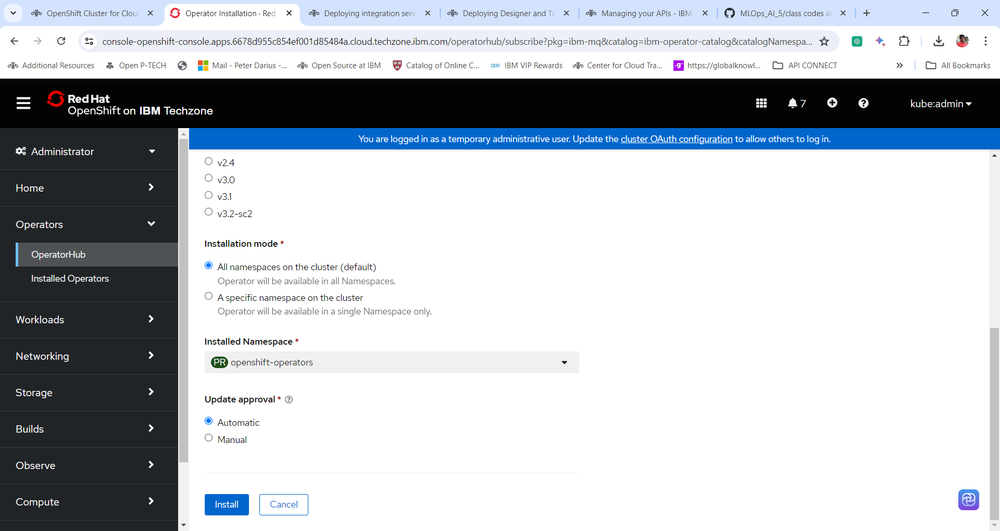 OpenShift Cluster for Clou
Operator Installation · Red
Deploying integration serv
Deploying Designer and To
Managing your APIs - IBM
MLOps_AI_5/class codes at
console-openshift-console.apps.6678d955c854ef001d85484a.cloud.techzone.ibm.com/operatorhub/subscribe?pkg=ibm-mq&catalog=ibm-operator-catalog&catalogNamespa...
Additional Resources
Open P-TECH
Mail - Peter Darius -...
Open Source at IBM
Catalog of Online C...
IBM VIP Rewards
Center for Cloud Tra...
https://globalknowl...
API CONNECT
All Bookmarks
Red Hat
OpenShift on IBM Techzone
7
kube:admin
You are logged in as a temporary administrative user. Update the cluster OAuth configuration to allow others to log in.
Administrator
Home
Operators
OperatorHub
Installed Operators
Workloads
Networking
Storage
Builds
Observe
Compute
v2.4
v3.0
v3.1
v3.2-sc2
Installation mode *
All namespaces on the cluster (default)
Operator will be available in all Namespaces.
A specific namespace on the cluster
Operator will be available in a single Namespace only.
Installed Namespace *
PR openshift-operators
Update approval *
Automatic
Manual
Install
Cancel